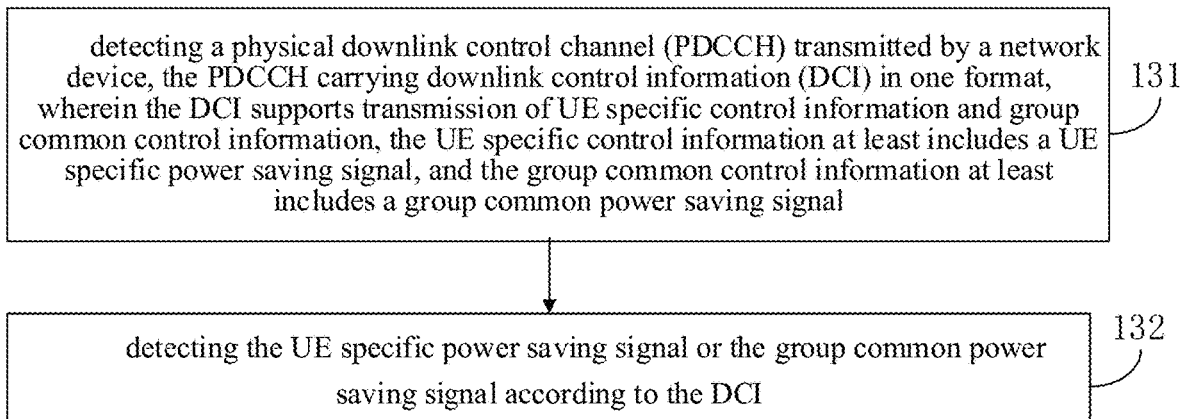 detecting a physical downlink control channel (PDCCH) transmitted by a network
device, the PDCCH carrying downlink control information (DCI) in one format,
wherein the DCI supports transmission of UE specific control information and group
common control information, the UE specific control information at least includes a UE
specific power saving signal, and the group common control information at least
includes a group common power saving signal
131
detecting the UE specific power saving signal or the group common power
saving signal according to the DCI
132